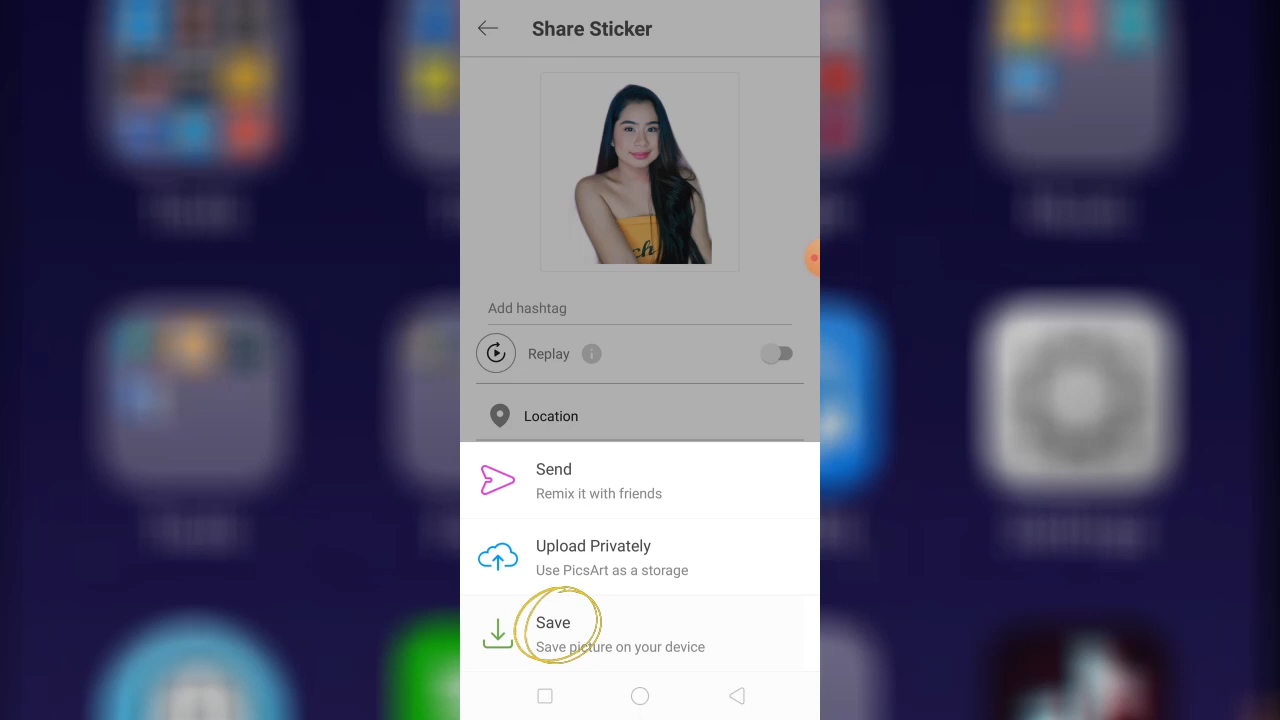 Share Sticker
ch
Add hashtag
Replay
Location
Send
Remix it with friends
Upload Privately
Use PicsArt as a storage
Save
Save picture on your device